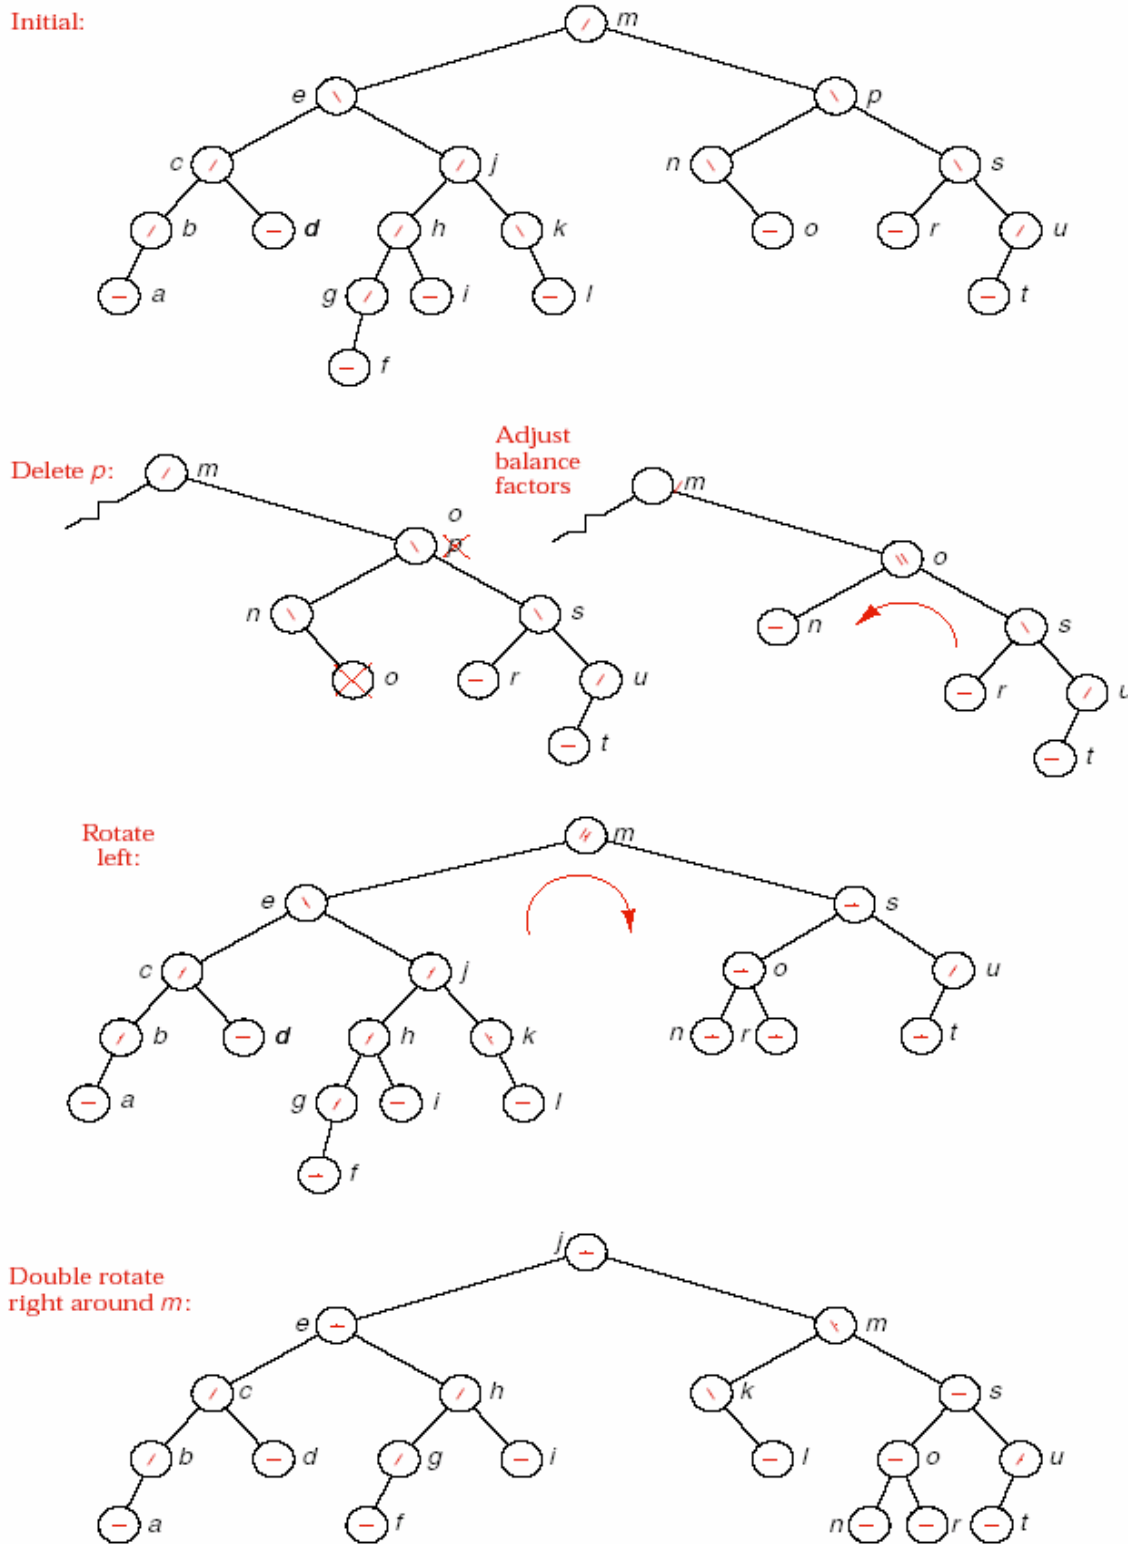 Initial:
m
e
p
c
j
n
s
b
d
h
k
o
r
u
a
g
i
l
t
f
Adjust
balance
factors
Delete p:
m
o
p
n
s
o
r
u
t
m
o
n
s
r
u
t
Rotate
left:
m
e
s
c
j
o
u
b
d
h
k
n
r
t
a
g
i
l
f
j
Double rotate
right around m:
e
m
c
h
k
s
b
d
g
i
l
o
u
a
f
n
r
t